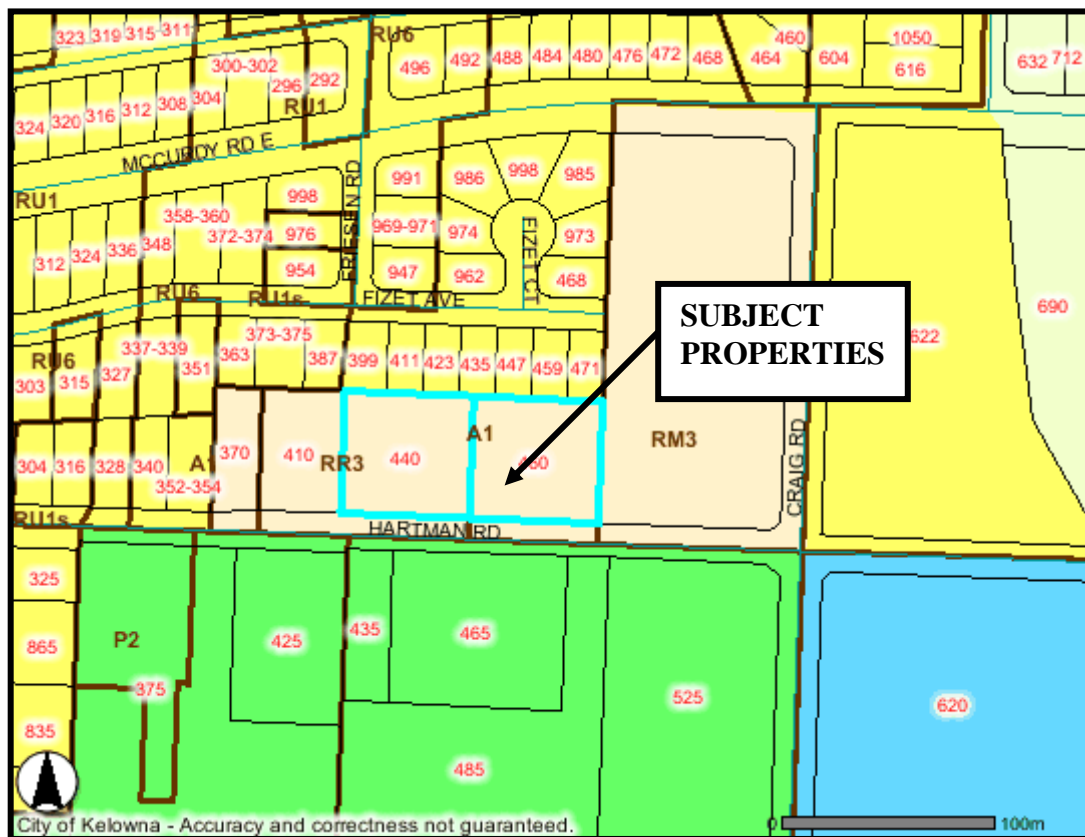 323 319 315 311
RU6
460
1050
300-302
496 492 488 484 480 476 472 468 464 604 616 632 712
296 292
324 320 316 312 308 304 RU1
MCCURDY RD E
991 986 998 985
RU1
998
358-360
969-971
FRIESEN RD
FIZET CT
312 324 336 348 372-374 976 974 973
954 947 962 468
RU6 RU1s FIZET AVE
SUBJECT
PROPERTIES
690
622
337-339 373-375
RU6
303 315 327 351 363 387 399 411 423 435 447 459 471
A1
RM3
CRAIG RD
304 316 328 340 A1 370 410 RR3 440
352-354
RU1s
HARTMAN RD
325
P2 425 435 465
865
375
525 620
835
485
City of Kelowna - Accuracy and correctness not guaranteed.
0 100m